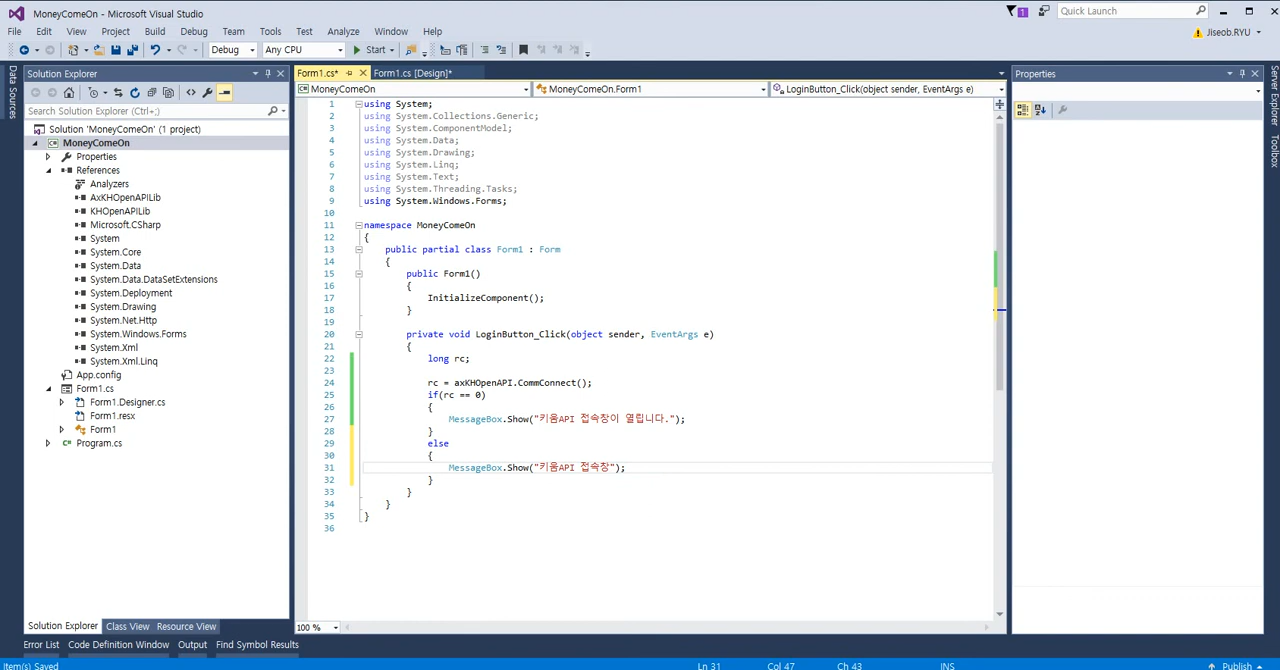 MoneyComeOn - Microsoft Visual Studio
1
Quick Launch
File Edit View Project Build Debug Team Tools Test Analyze Window Help
Jiseob.RYU
Debug Any CPU Start
Data Sources
Solution Explorer
Search Solution Explorer (Ctrl+;)
Solution 'MoneyComeOn' (1 project)
MoneyComeOn
Properties
References
Analyzers
AxKHOpenAPILib
KHOpenAPILib
Microsoft.CSharp
System
System.Core
System.Data
System.Data.DataSetExtensions
System.Deployment
System.Drawing
System.Net.Http
System.Windows.Forms
System.Xml
System.Xml.Linq
App.config
Form1.cs
Form1.Designer.cs
Form1.resx
Form1
C# Program.cs
Solution Explorer Class View Resource View
Form1.cs* Form1.cs [Design]*
MoneyComeOn MoneyComeOn.Form1 LoginButton_Click(object sender, EventArgs e)
1 using System;
2 using System.Collections.Generic;
3 using System.ComponentModel;
4 using System.Data;
5 using System.Drawing;
6 using System.Linq;
7 using System.Text;
8 using System.Threading.Tasks;
9 using System.Windows.Forms;
10
11 namespace MoneyComeOn
12 {
13 public partial class Form1 : Form
14 {
15 public Form1()
16 {
17 InitializeComponent();
18 }
19
20 private void LoginButton_Click(object sender, EventArgs e)
21 {
22 long rc;
23
24 rc = axKHOpenAPI.CommConnect();
25 if(rc == 0)
26 {
27 MessageBox.Show("키움API 접속창이 열립니다.");
28 }
29 else
30 {
31 MessageBox.Show("키움API 접속창");
32 }
33 }
34 }
35 }
36
100 %
Properties
Server Explorer
Toolbox
Error List Code Definition Window Output Find Symbol Results
Item(s) Saved Ln 31 Col 47 Ch 43 INS Publish